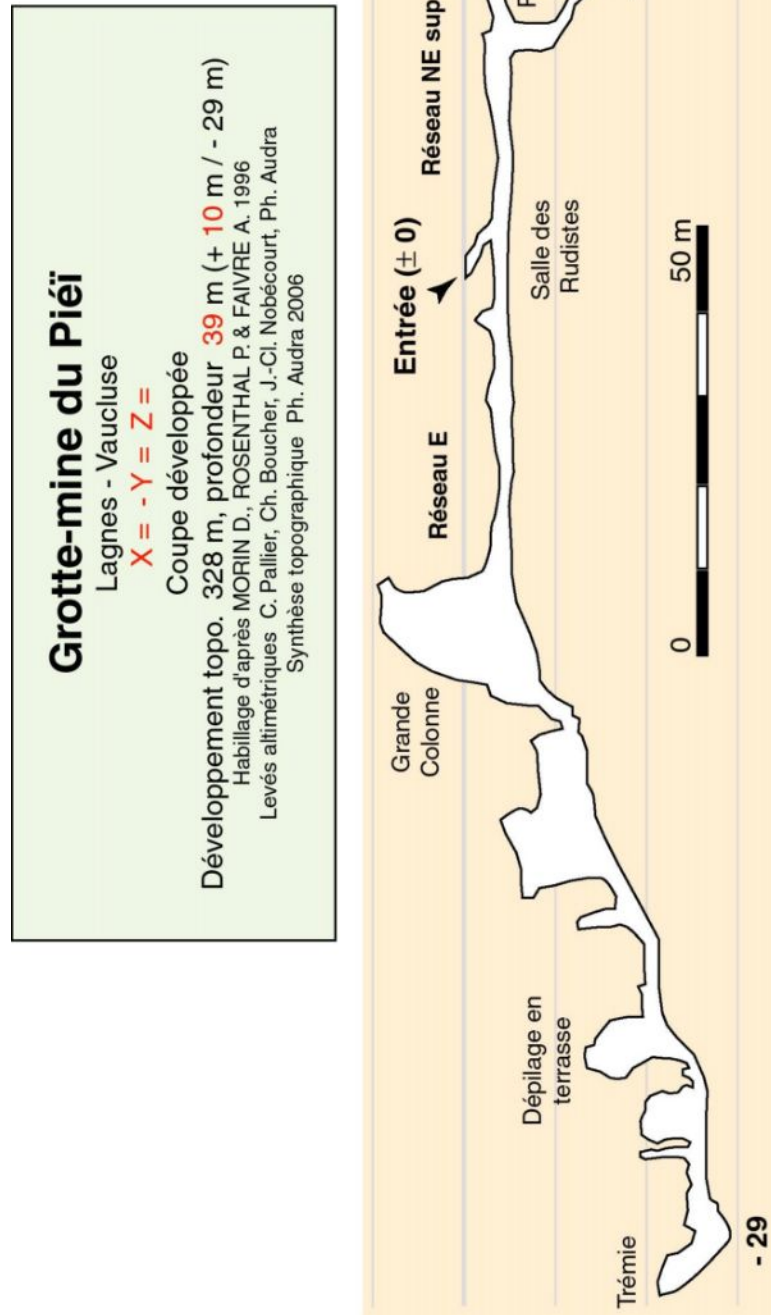 Grotte-mine du Piéï
Lagnes - Vaucluse
X = - Y = Z =
Coupe développée
Développement topo. 328 m, profondeur 39 m (+ 10 m / - 29 m)
Habillage d'après MORIN D., ROSENTHAL P. & FAIVRE A. 1996
Levés altimétriques C. Pallier, Ch. Boucher, J.-Cl. Nobécourt, Ph. Audra
Synthèse topographique Ph. Audra 2006
Trémie
- 29
Dépilage en
terrasse
Grande
Colonne
Réseau E
Entrée (± 0)
Salle des
Rudistes
Réseau NE sup
0
50 m